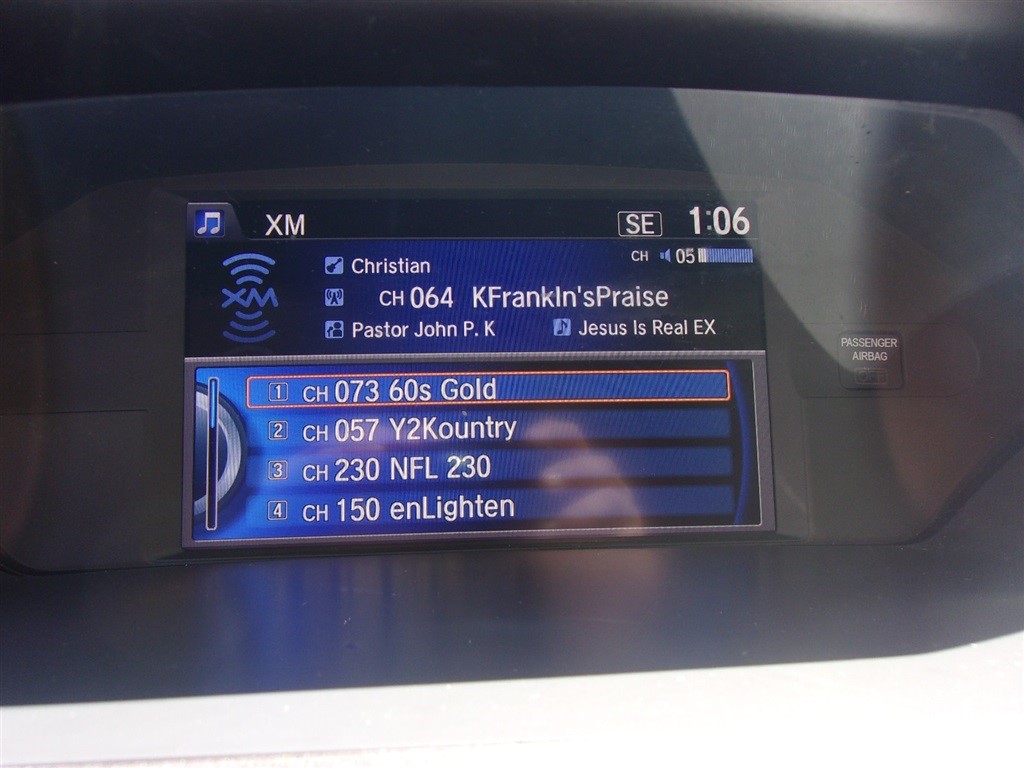 XM SE 1:06
CH 05
Christian
XM
CH 064 KFrankIn'sPraise
Pastor John P. K Jesus Is Real EX
PASSENGER
AIRBAG
1 CH 073 60s Gold
2 CH 057 Y2Kountry
3 CH 230 NFL 230
4 CH 150 enLighten